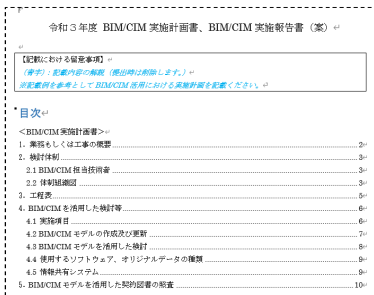 令和３年度 BIM/CIM 実施計画書、BIM/CIM 実施報告書（案）
【記載における留意事項】
（青字）：記載内容の解説（提出時は削除します。）
※記載例を参考として BIM/CIM 活用における実施計画を記載ください。
目次
＜BIM/CIM 実施計画書＞
1. 業務もしくは工事の概要 2
2. 検討体制 3
2.1 BIM/CIM 担当技術者 3
2.2 体制組織図 3
3. 工程表 5
4. BIM/CIM を活用した検討等 6
4.1 実施項目 6
4.2 BIM/CIM モデルの作成及び更新 7
4.3 BIM/CIM モデルを活用した検討 8
4.4 使用するソフトウェア、オリジナルデータの種類 9
4.5 情報共有システム 9
5. BIM/CIM モデルを活用した契約図書の照査 10